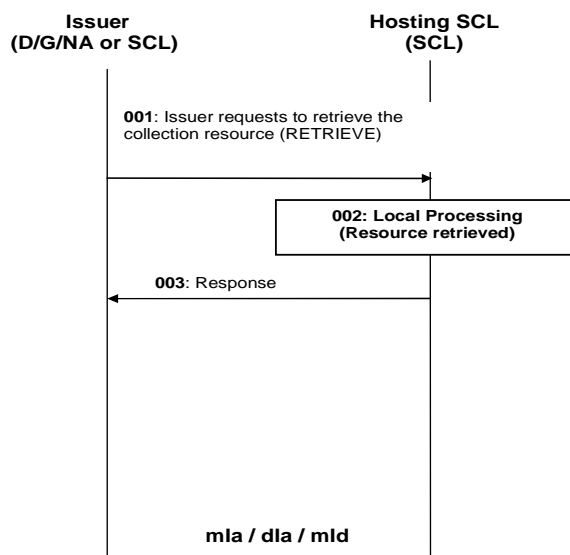 Issuer
(D/G/NA or SCL)
Hosting SCL
(SCL)
001: Issuer requests to retrieve the
collection resource (RETRIEVE)
002: Local Processing
(Resource retrieved)
003: Response
mIa / dIa / mId